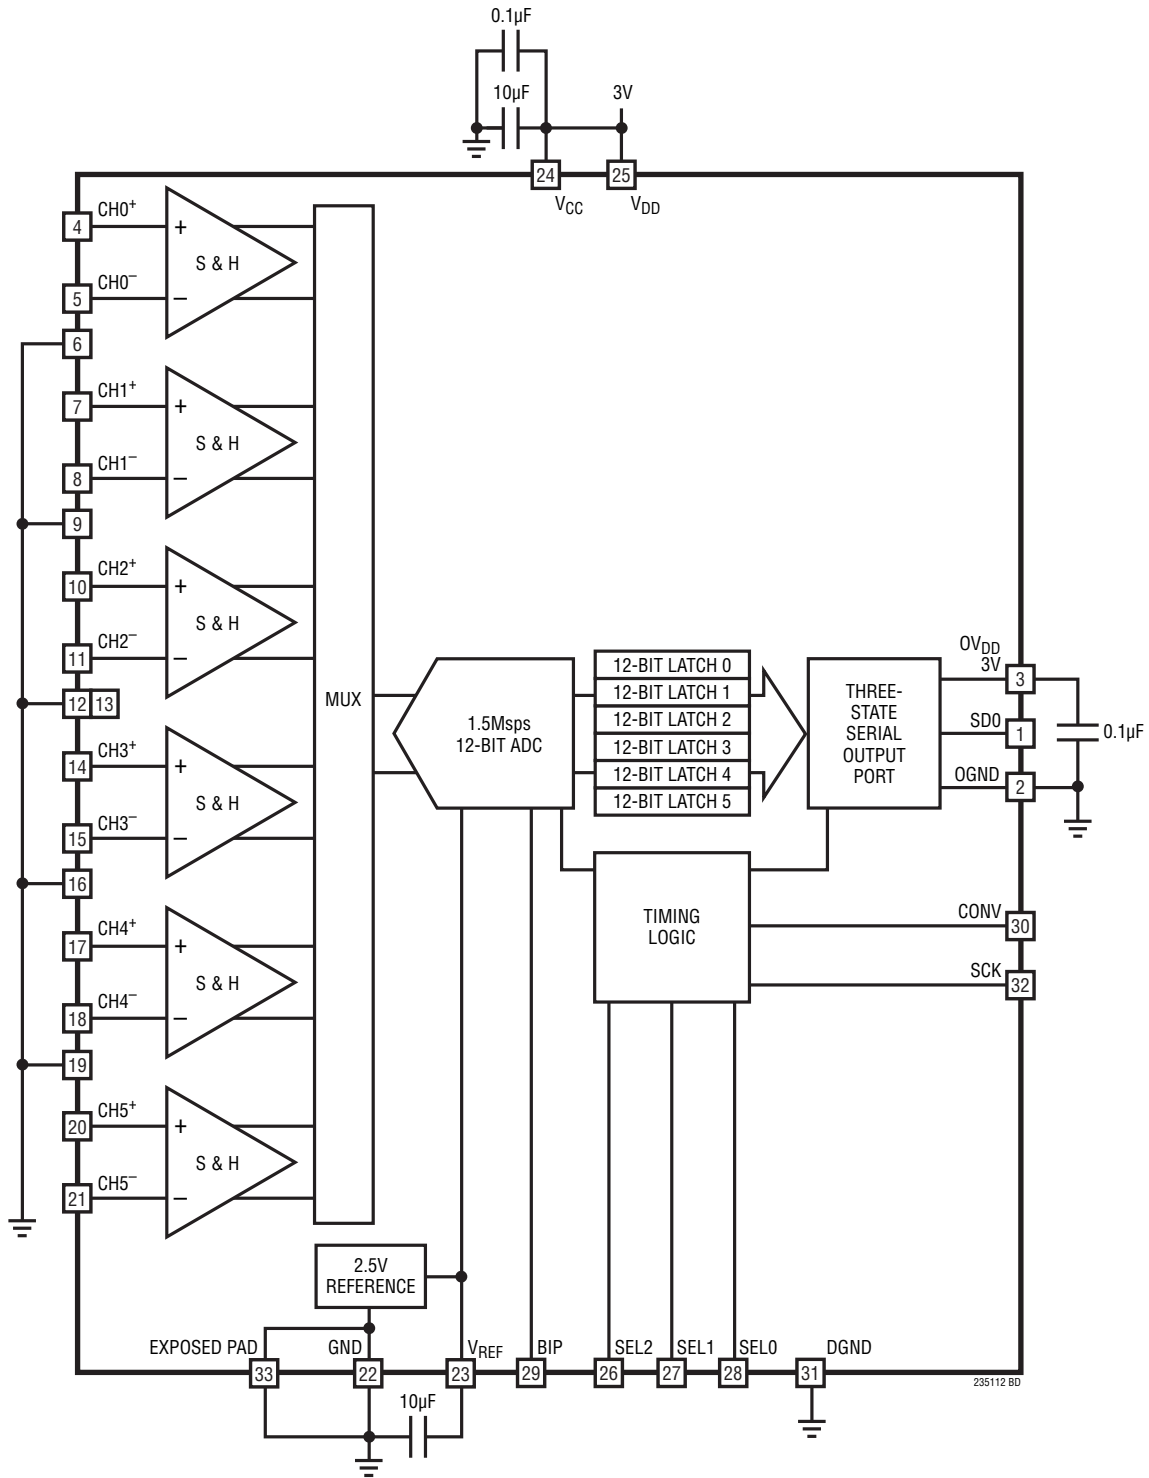 0.1µF
10µF
3V
24
25
VCC
VDD
4
CH0+
+
S & H
5
CH0–
–
6
7
CH1+
+
S & H
8
CH1–
–
9
10
CH2+
+
S & H
11
CH2–
–
12
13
14
CH3+
+
S & H
15
CH3–
–
16
17
CH4+
+
S & H
18
CH4–
–
19
20
CH5+
+
S & H
21
CH5–
–
MUX
1.5Msps
12-BIT ADC
12-BIT LATCH 0
12-BIT LATCH 1
12-BIT LATCH 2
12-BIT LATCH 3
12-BIT LATCH 4
12-BIT LATCH 5
THREE-
STATE
SERIAL
OUTPUT
PORT
OVDD
3V
3
SD0
1
0.1µF
OGND
2
TIMING
LOGIC
CONV
30
SCK
32
2.5V
REFERENCE
EXPOSED PAD
GND
VREF
BIP
SEL2
SEL1
SEL0
DGND
33
22
23
29
26
27
28
31
10µF
235112 BD